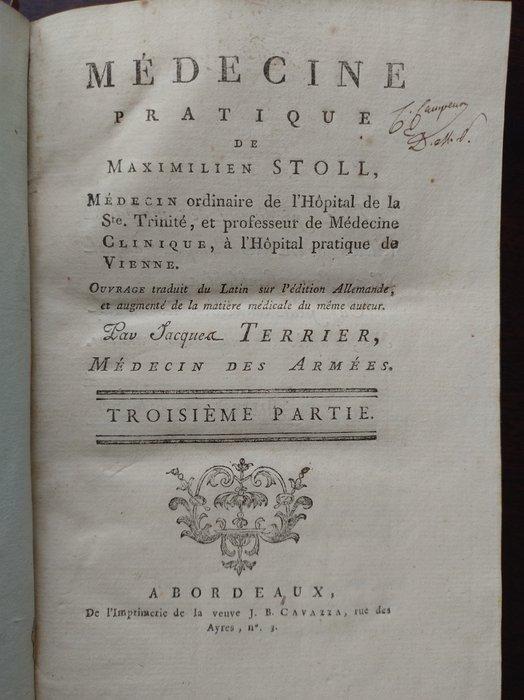 MÉDECINE
PRATIQUE
DE
MAXIMILIEN STOLL,
MÉDECIN ordinaire de l'Hôpital de la
Ste. Trinité, et professeur de Médecine
CLINIQUE, à l'Hôpital pratique de
VIENNE.
OUVRAGE traduit du Latin sur l'édition Allemande,
et augmenté de la matière médicale du même auteur.
Par Jacques TERRIER,
MÉDECIN DES ARMÉES.
TROISIÈME PARTIE.
A BORDEAUX,
De l'Imprimerie de la veuve J. B. CAVAZZA, rue des
Ayres, n°. 3.